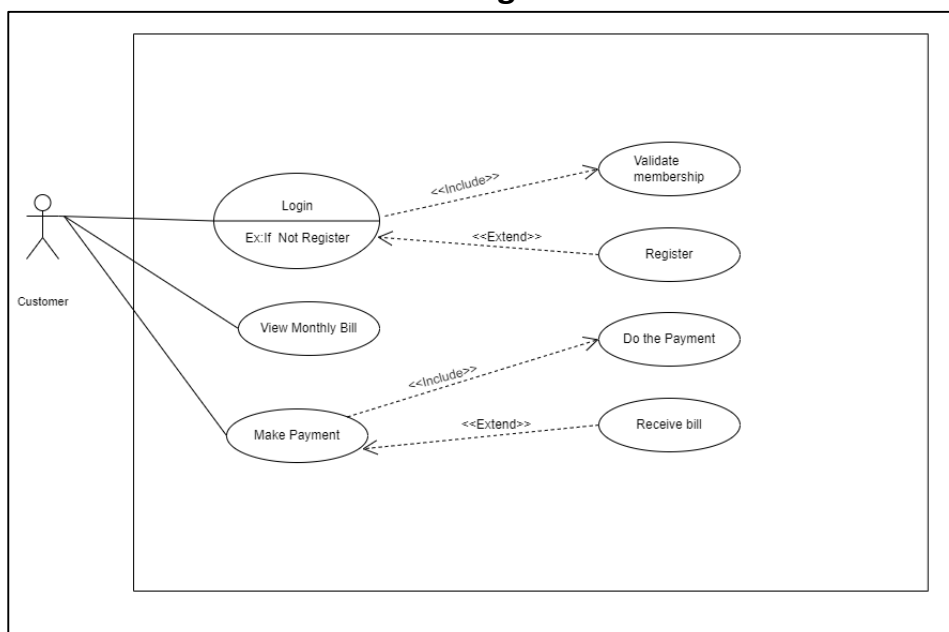 Login
Ex:If  Not Register
<<Include>>
Validate
membership
<<Extend>>
Register
Customer
View Monthly Bill
<<Include>>
Do the Payment
Make Payment
<<Extend>>
Receive bill